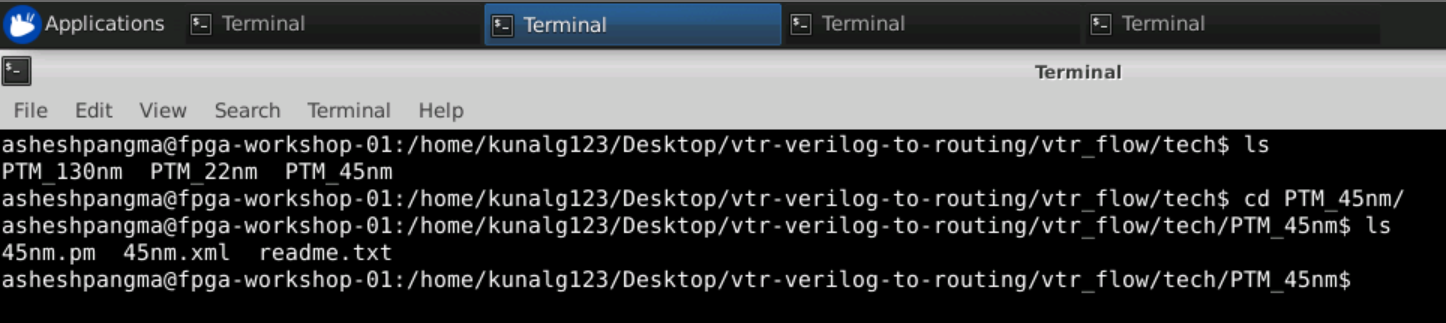 Applications Terminal Terminal Terminal Terminal
Terminal
File Edit View Search Terminal Help
asheshpangma@fpga-workshop-01:/home/kunalg123/Desktop/vtr-verilog-to-routing/vtr_flow/tech$ ls
PTM_130nm  PTM_22nm  PTM_45nm
asheshpangma@fpga-workshop-01:/home/kunalg123/Desktop/vtr-verilog-to-routing/vtr_flow/tech$ cd PTM_45nm/
asheshpangma@fpga-workshop-01:/home/kunalg123/Desktop/vtr-verilog-to-routing/vtr_flow/tech/PTM_45nm$ ls
45nm.pm  45nm.xml  readme.txt
asheshpangma@fpga-workshop-01:/home/kunalg123/Desktop/vtr-verilog-to-routing/vtr_flow/tech/PTM_45nm$